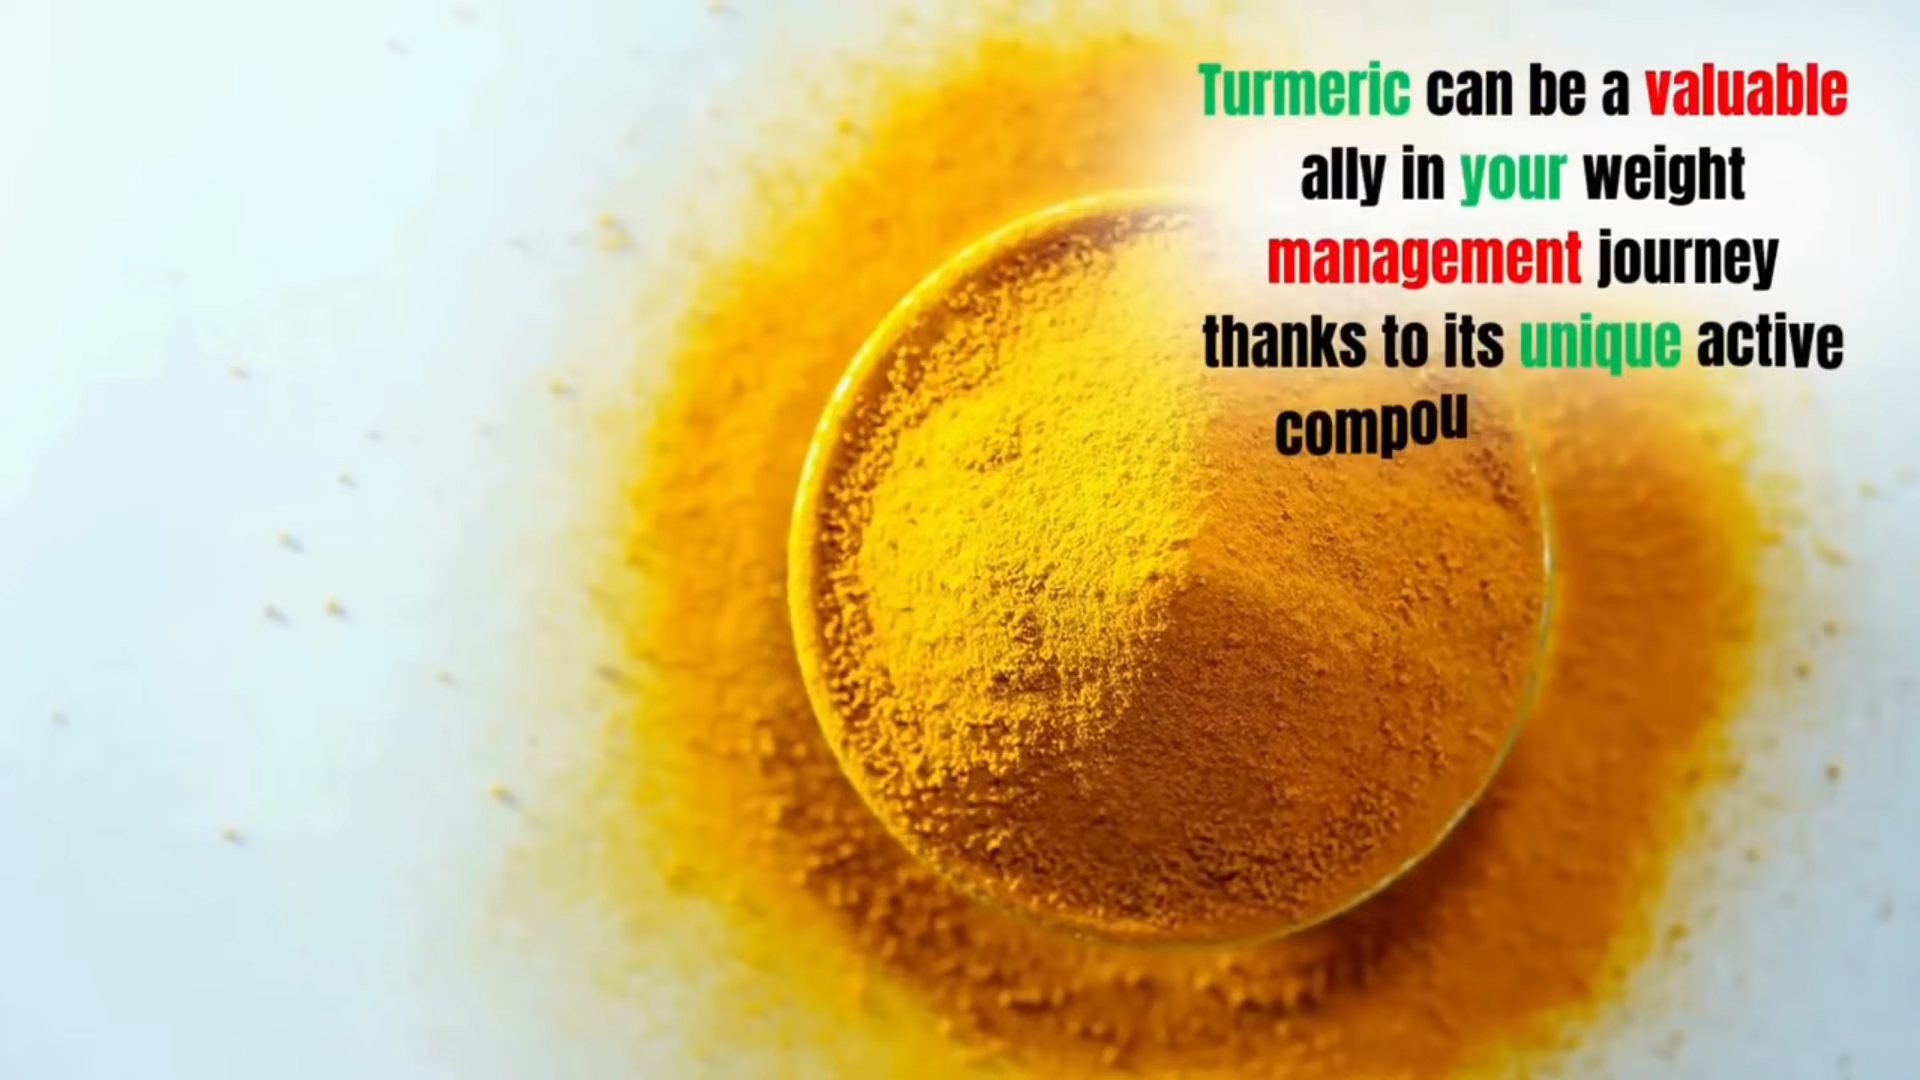 Turmeric can be a valuable
ally in your weight
management journey
thanks to its unique active
compou